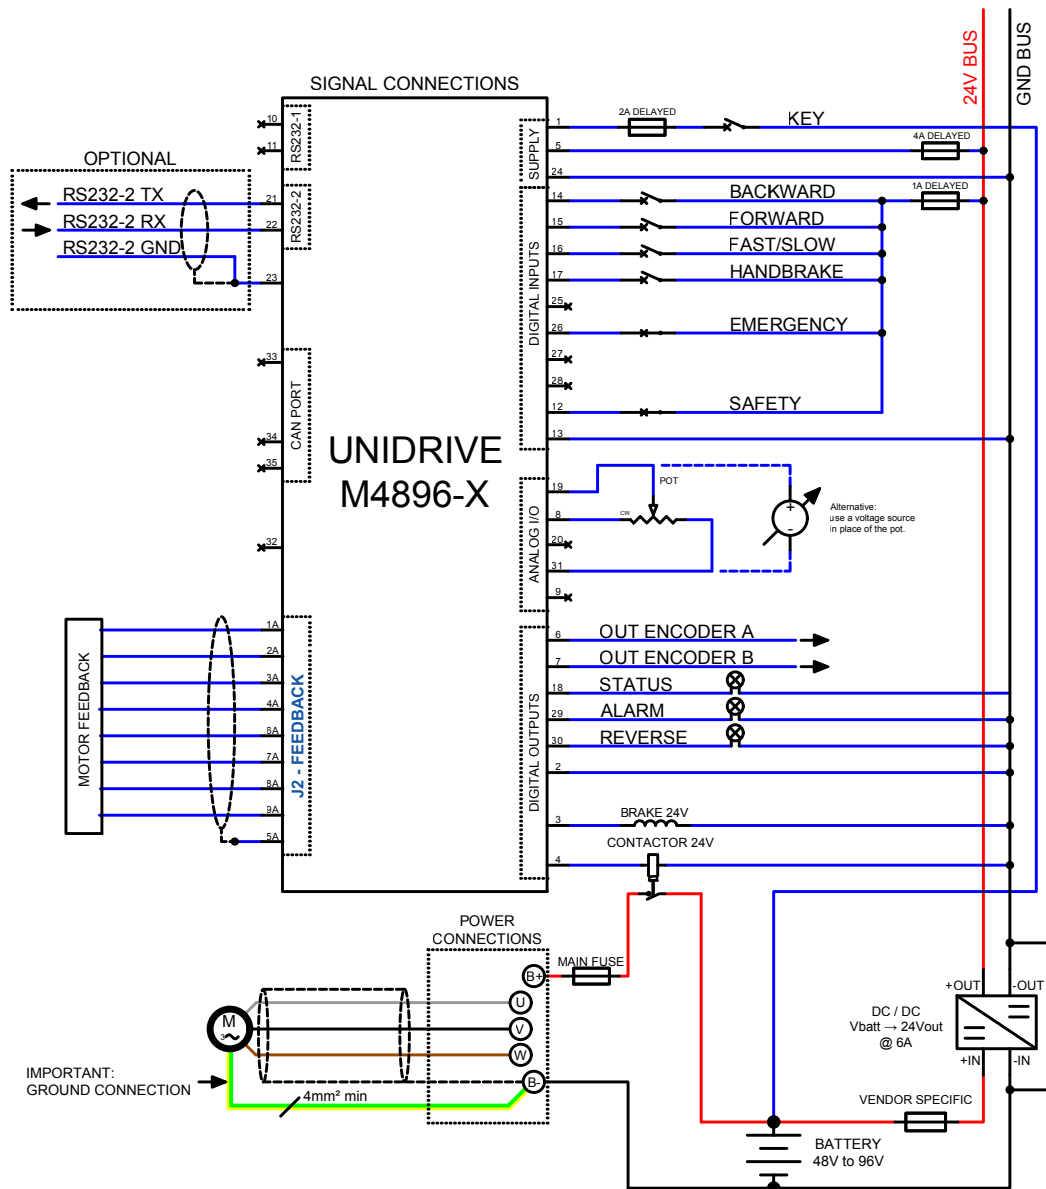 SIGNAL CONNECTIONS
24V BUS
GND BUS
10
11
RS232-1
OPTIONAL
RS232-2 TX
RS232-2 RX
RS232-2 GND
21
22
23
RS232-2
33
34
35
CAN PORT
32
UNIDRIVE
M4896-X
SUPPLY
1
5
24
2A DELAYED
KEY
4A DELAYED
DIGITAL INPUTS
14
BACKWARD
1A DELAYED
15
FORWARD
16
FAST/SLOW
17
HANDBRAKE
25
26
EMERGENCY
27
28
12
SAFETY
13
ANALOG I/O
19
8
20
31
9
POT
CW
+
-
Alternative:
use a voltage source
in place of the pot.
MOTOR FEEDBACK
1A
2A
3A
4A
6A
7A
8A
9A
5A
J2 - FEEDBACK
DIGITAL OUTPUTS
6
OUT ENCODER A
7
OUT ENCODER B
18
STATUS
29
ALARM
30
REVERSE
2
3
BRAKE 24V
4
CONTACTOR 24V
POWER
CONNECTIONS
B+
MAIN FUSE
U
V
W
B-
M
3
IMPORTANT:
GROUND CONNECTION
4mm² min
+OUT
-OUT
DC / DC
Vbatt → 24Vout
@ 6A
+IN
-IN
VENDOR SPECIFIC
BATTERY
48V to 96V